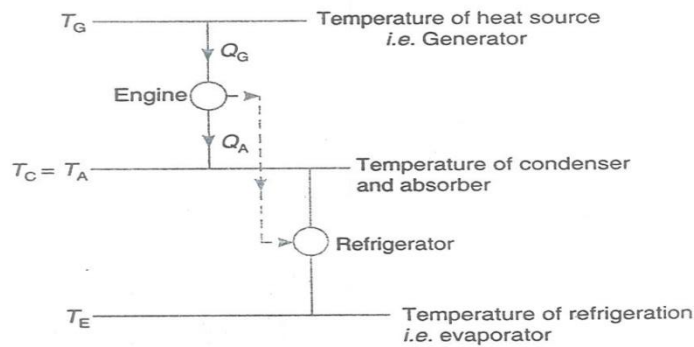 T_G Temperature of heat source
i.e. Generator
Q_G
Engine
Q_A
T_C = T_A Temperature of condenser
and absorber
Refrigerator
T_E Temperature of refrigeration
i.e. evaporator